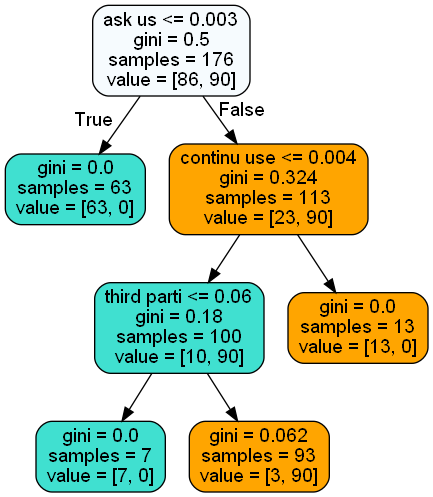 ask us <= 0.003
gini = 0.5
samples = 176
value = [86, 90]
True
False
gini = 0.0
samples = 63
value = [63, 0]
continu use <= 0.004
gini = 0.324
samples = 113
value = [23, 90]
third parti <= 0.06
gini = 0.18
samples = 100
value = [10, 90]
gini = 0.0
samples = 13
value = [13, 0]
gini = 0.0
samples = 7
value = [7, 0]
gini = 0.062
samples = 93
value = [3, 90]